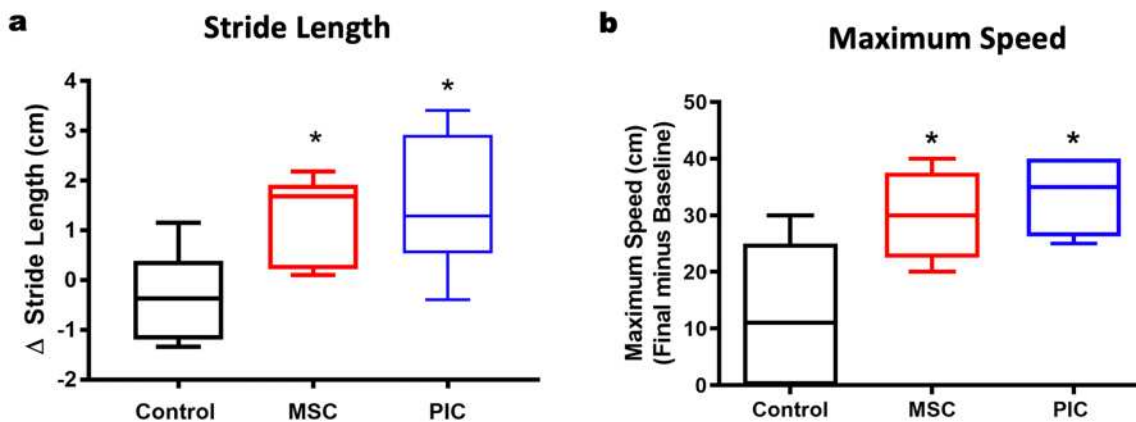 a
Stride Length
Δ Stride Length (cm)
4
3
2
1
0
-1
-2
*
*
Control
MSC
PIC
b
Maximum Speed
Maximum Speed (cm)
(Final minus Baseline)
50
40
30
20
10
0
*
*
Control
MSC
PIC